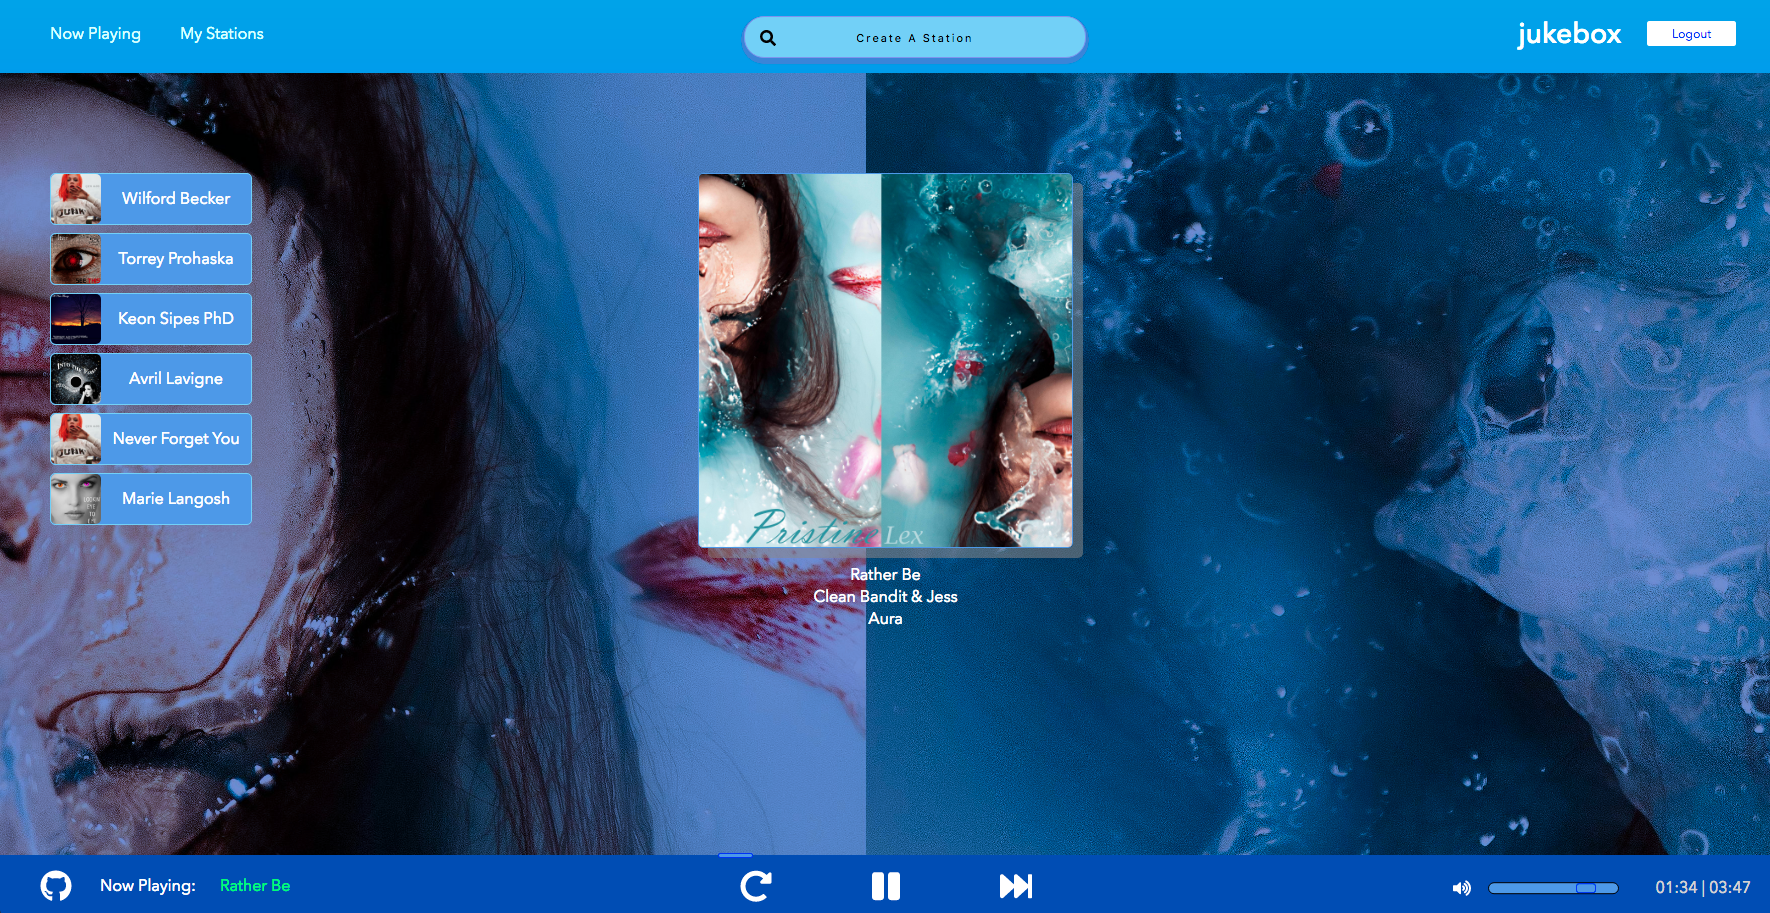 Now Playing
My Stations
Create A Station
jukebox
Logout
Wilford Becker
Torrey Prohaska
Keon Sipes PhD
Avril Lavigne
Never Forget You
Marie Langosh
Pristine Lex
Rather Be
Clean Bandit & Jess
Aura
Now Playing:
Rather Be
01:34 | 03:47